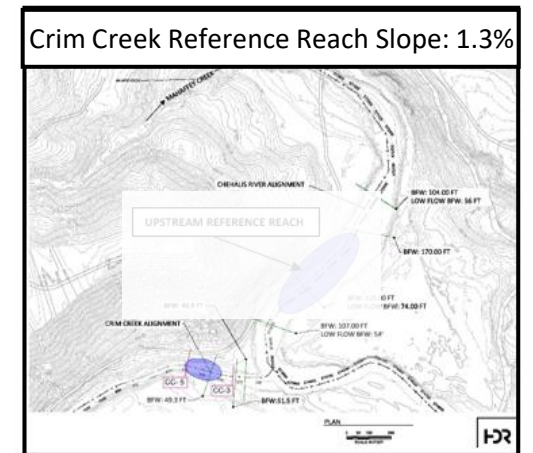 Crim Creek Reference Reach Slope: 1.3%
MAHAFFEY CREEK
CHEHALIS RIVER ALIGNMENT
BFW: 104.00 FT
LOW FLOW BFW: 56 FT
UPSTREAM REFERENCE REACH
BFW: 170.00 FT
74.00 FT
CRIM CREEK ALIGNMENT
BFW: 107.00 FT
LOW FLOW BFW: 54'
CC- 5
CC-3
BFW: 49.3 FT
BFW:51.5 FT
PLAN
HDR